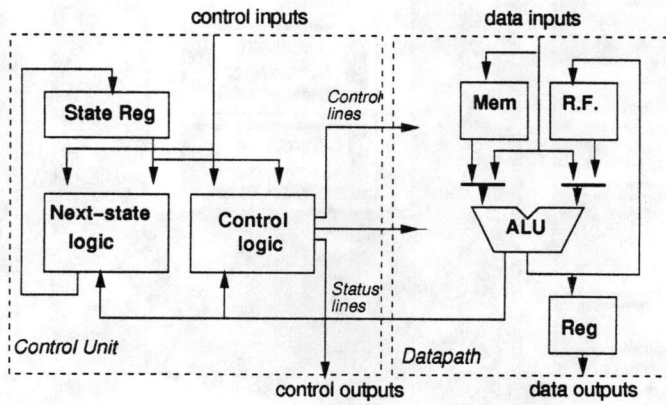 control inputs
data inputs
State Reg
Control
lines
Mem
R.F.
Next-state
logic
Control
logic
ALU
Status
lines
Reg
Control Unit
Datapath
control outputs
data outputs